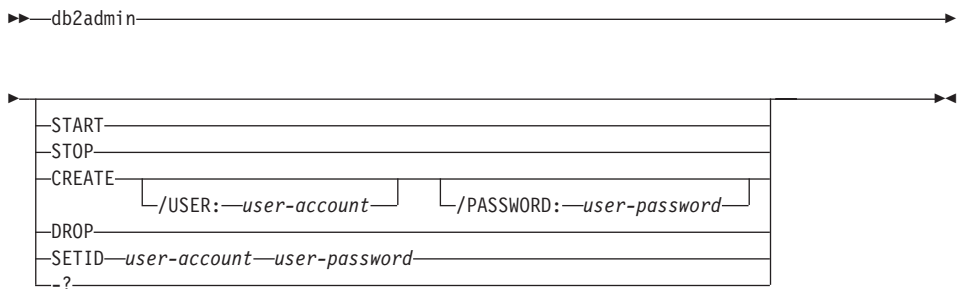 db2admin
START
STOP
CREATE
/USER: user-account /PASSWORD: user-password
DROP
SETID user-account user-password
-?